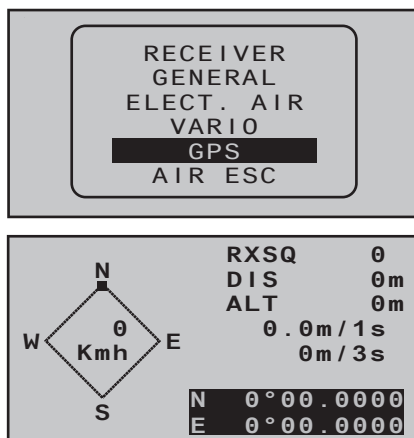 RECEIVER
GENERAL
ELECT. AIR
VARIO
GPS
AIR ESC
N
W
E
S
0
Kmh
RXSQ 0
DIS 0m
ALT 0m
0.0m/1s
0m/3s
N 0°00.0000
E 0°00.0000